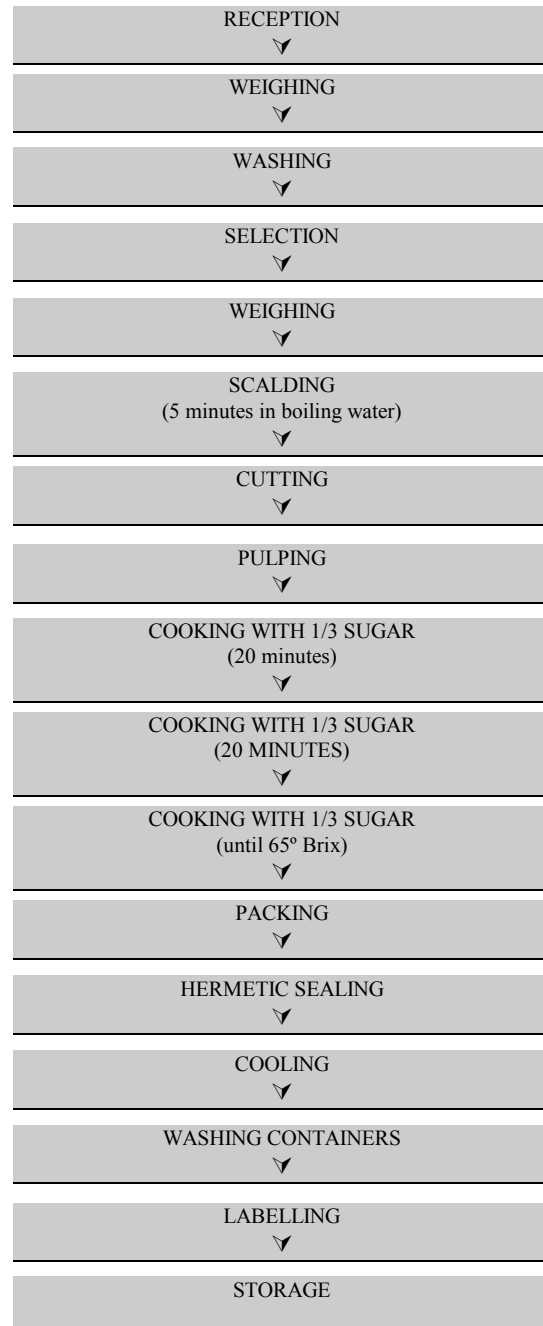 RECEPTION
WEIGHING
WASHING
SELECTION
WEIGHING
SCALDING
(5 minutes in boiling water)
CUTTING
PULPING
COOKING WITH 1/3 SUGAR
(20 minutes)
COOKING WITH 1/3 SUGAR
(20 MINUTES)
COOKING WITH 1/3 SUGAR
(until 65º Brix)
PACKING
HERMETIC SEALING
COOLING
WASHING CONTAINERS
LABELLING
STORAGE